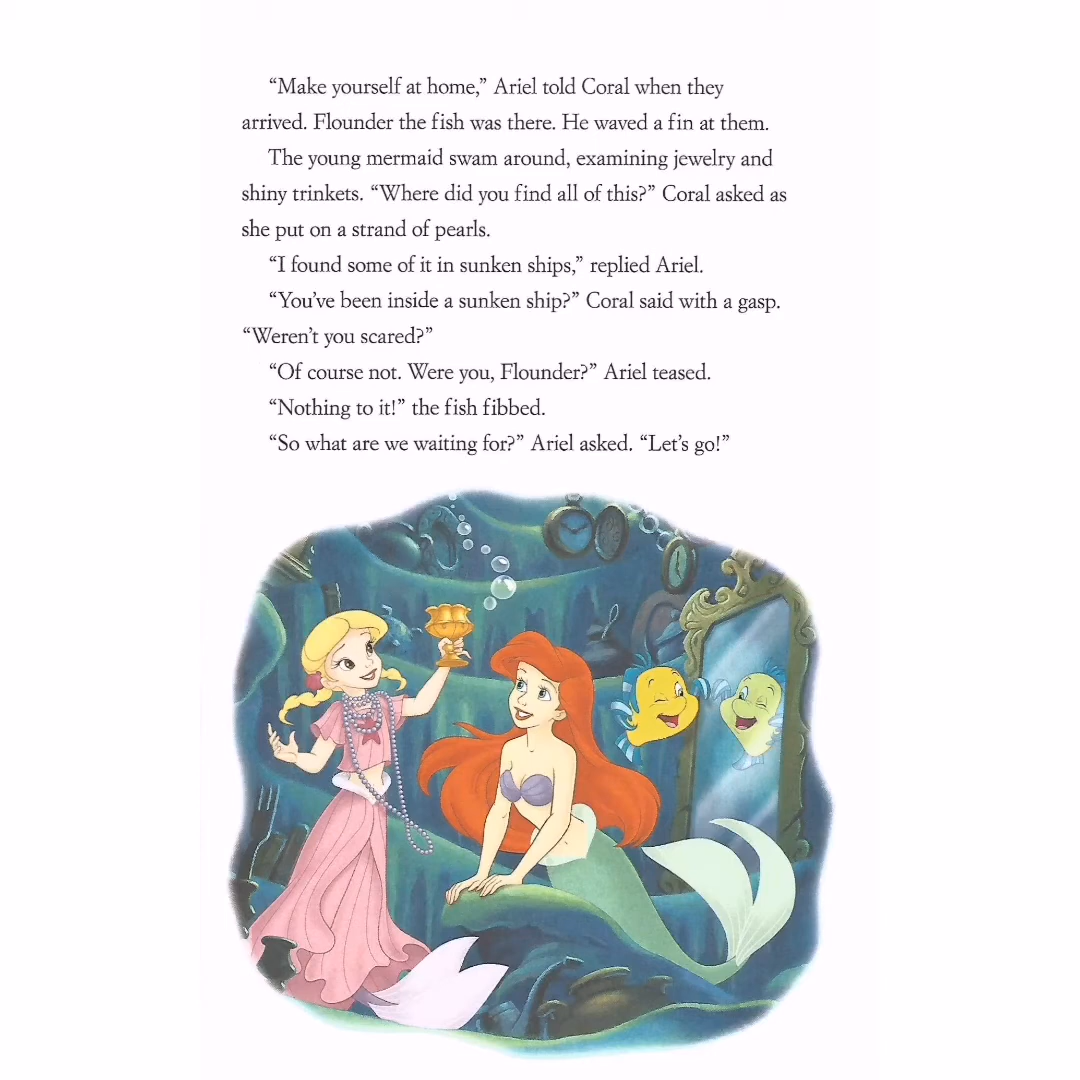 “Make yourself at home,” Ariel told Coral when they
arrived. Flounder the fish was there. He waved a fin at them.
The young mermaid swam around, examining jewelry and
shiny trinkets. “Where did you find all of this?” Coral asked as
she put on a strand of pearls.
“I found some of it in sunken ships,” replied Ariel.
“You’ve been inside a sunken ship?” Coral said with a gasp.
“Weren’t you scared?”
“Of course not. Were you, Flounder?” Ariel teased.
“Nothing to it!” the fish fibbed.
“So what are we waiting for?” Ariel asked. “Let’s go!”